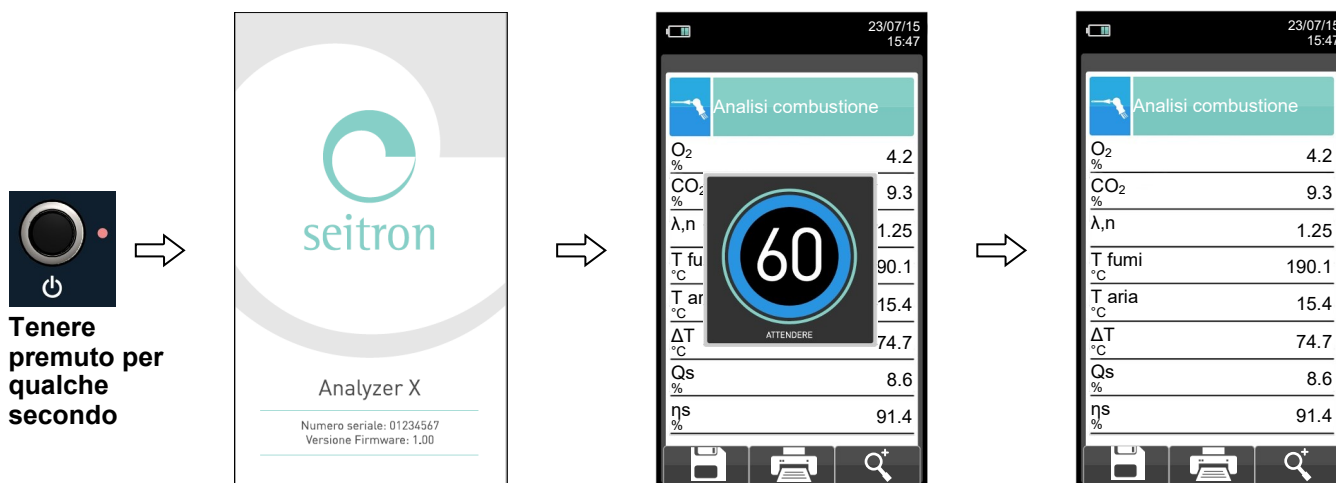 Tenere
premuto per
qualche
secondo
seitron
Analyzer X
Numero seriale: 01234567
Versione Firmware: 1.00
23/07/15
15:47
Analisi combustione
O2
%
4.2
CO2
%
9.3
λ,n
1.25
T fu
°C
90.1
T ar
°C
15.4
ΔT
°C
74.7
Qs
%
8.6
ηs
%
91.4
60
ATTENDERE
23/07/15
15:47
Analisi combustione
O2
%
4.2
CO2
%
9.3
λ,n
1.25
T fumi
°C
190.1
T aria
°C
15.4
ΔT
°C
74.7
Qs
%
8.6
ηs
%
91.4